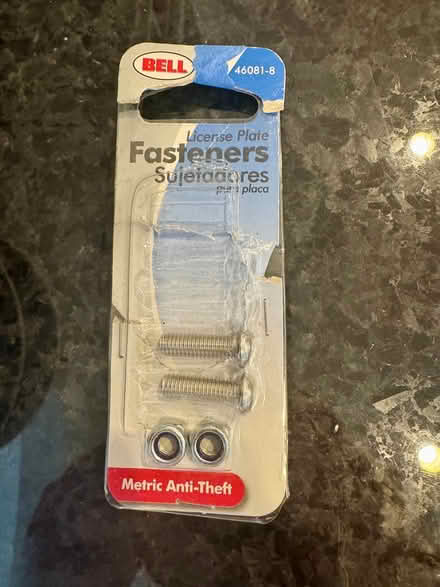 BELL
46081-8
License Plate
Fasteners
Sujetadores
para placa
Metric Anti-Theft